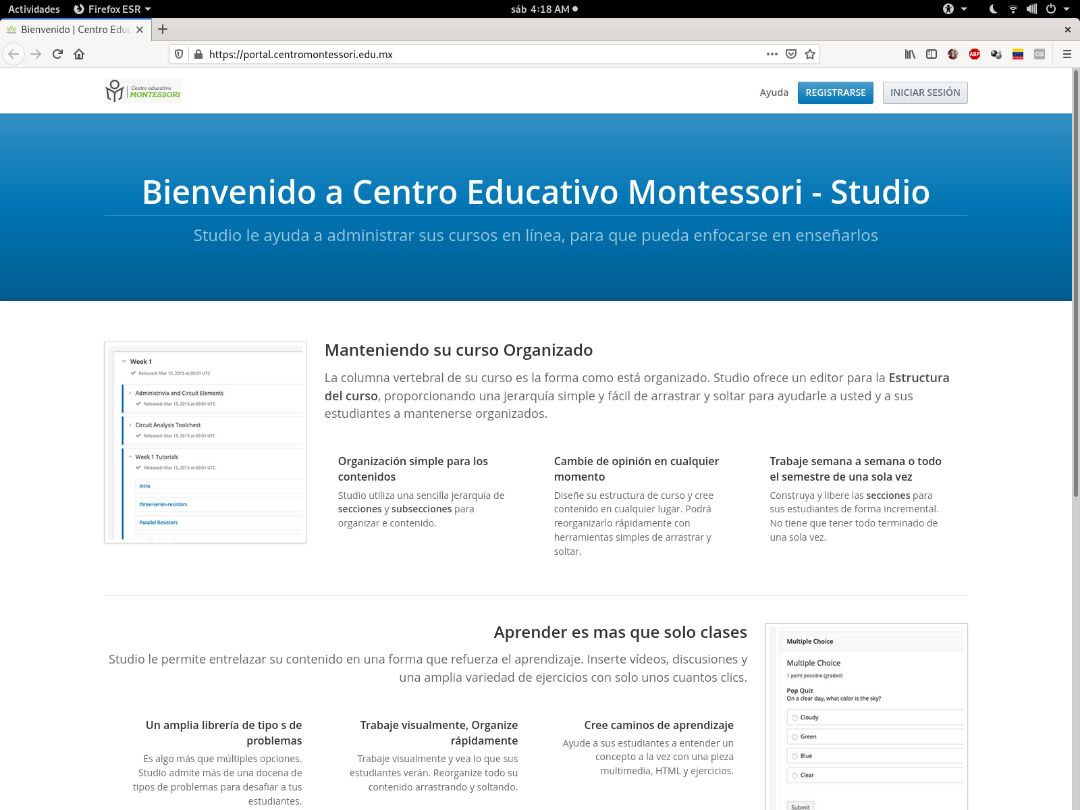 Actividades Firefox ESR sáb 4:18 AM
Bienvenido | Centro Educ
https://portal.centromontessori.edu.mx
ABP
Centro educativo
MONTESSORI
Ayuda REGISTRARSE INICIAR SESIÓN
Bienvenido a Centro Educativo Montessori - Studio
Studio le ayuda a administrar sus cursos en línea, para que pueda enfocarse en enseñarlos
Week 1
Released: Mar 15, 2013 at 00:01 UTC
Administrivia and Circuit Elements
Released: Mar 15, 2013 at 00:01 UTC
Circuit Analysis Toolchest
Released: Mar 15, 2013 at 00:01 UTC
Week 1 Tutorials
Released: Mar 15, 2013 at 00:01 UTC
Intro
three-series-resistors
Parallel Resistors
Manteniendo su curso Organizado
La columna vertebral de su curso es la forma como está organizado. Studio ofrece un editor para la Estructura
del curso, proporcionando una jerarquía simple y fácil de arrastrar y soltar para ayudarle a usted y a sus
estudiantes a mantenerse organizados.
Organización simple para los
contenidos
Studio utiliza una sencilla jerarquía de
secciones y subsecciones para
organizar e contenido.
Cambie de opinión en cualquier
momento
Diseñe su estructura de curso y cree
contenido en cualquier lugar. Podrá
reorganizarlo rápidamente con
herramientas simples de arrastrar y
soltar.
Trabaje semana a semana o todo
el semestre de una sola vez
Construya y libere las secciones para
sus estudiantes de forma incremental.
No tiene que tener todo terminado de
una sola vez.
Aprender es mas que solo clases
Studio le permite entrelazar su contenido en una forma que refuerza el aprendizaje. Inserte vídeos, discusiones y
una amplia variedad de ejercicios con solo unos cuantos clics.
Un amplia librería de tipo s de
problemas
Es algo más que múltiples opciones.
Studio admite más de una docena de
tipos de problemas para desafiar a tus
estudiantes.
Trabaje visualmente, Organize
rápidamente
Trabaje visualmente y vea lo que sus
estudiantes verán. Reorganize todo su
contenido arrastrando y soltando.
Cree caminos de aprendizaje
Ayude a sus estudiantes a entender un
concepto a la vez con una pieza
multimedia, HTML y ejercicios.
Multiple Choice
Multiple Choice
1 point possible (graded)
Pop Quiz
On a clear day, what color is the sky?
Cloudy
Green
Blue
Clear
Submit